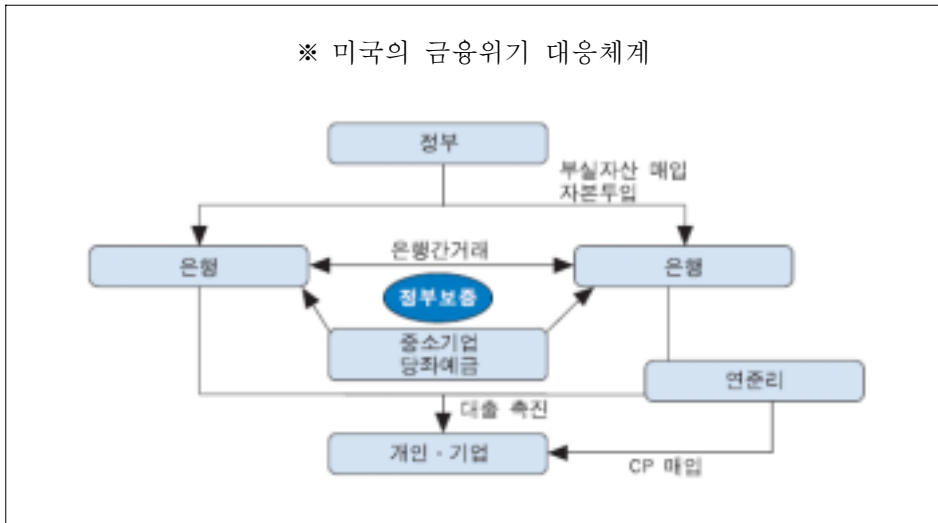 ※ 미국의 금융위기 대응체계
정부
부실자산 매입
자본투입
은행
은행간거래
은행
정부보증
중소기업
당좌예금
연준리
대출 촉진
개인·기업
CP 매입